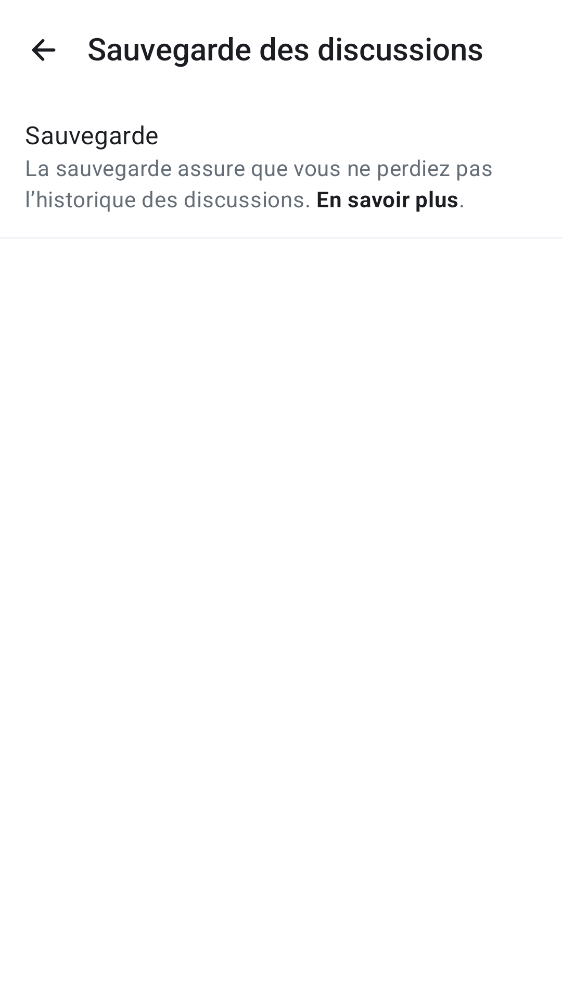 Sauvegarde des discussions
Sauvegarde
La sauvegarde assure que vous ne perdiez pas
l’historique des discussions. En savoir plus.